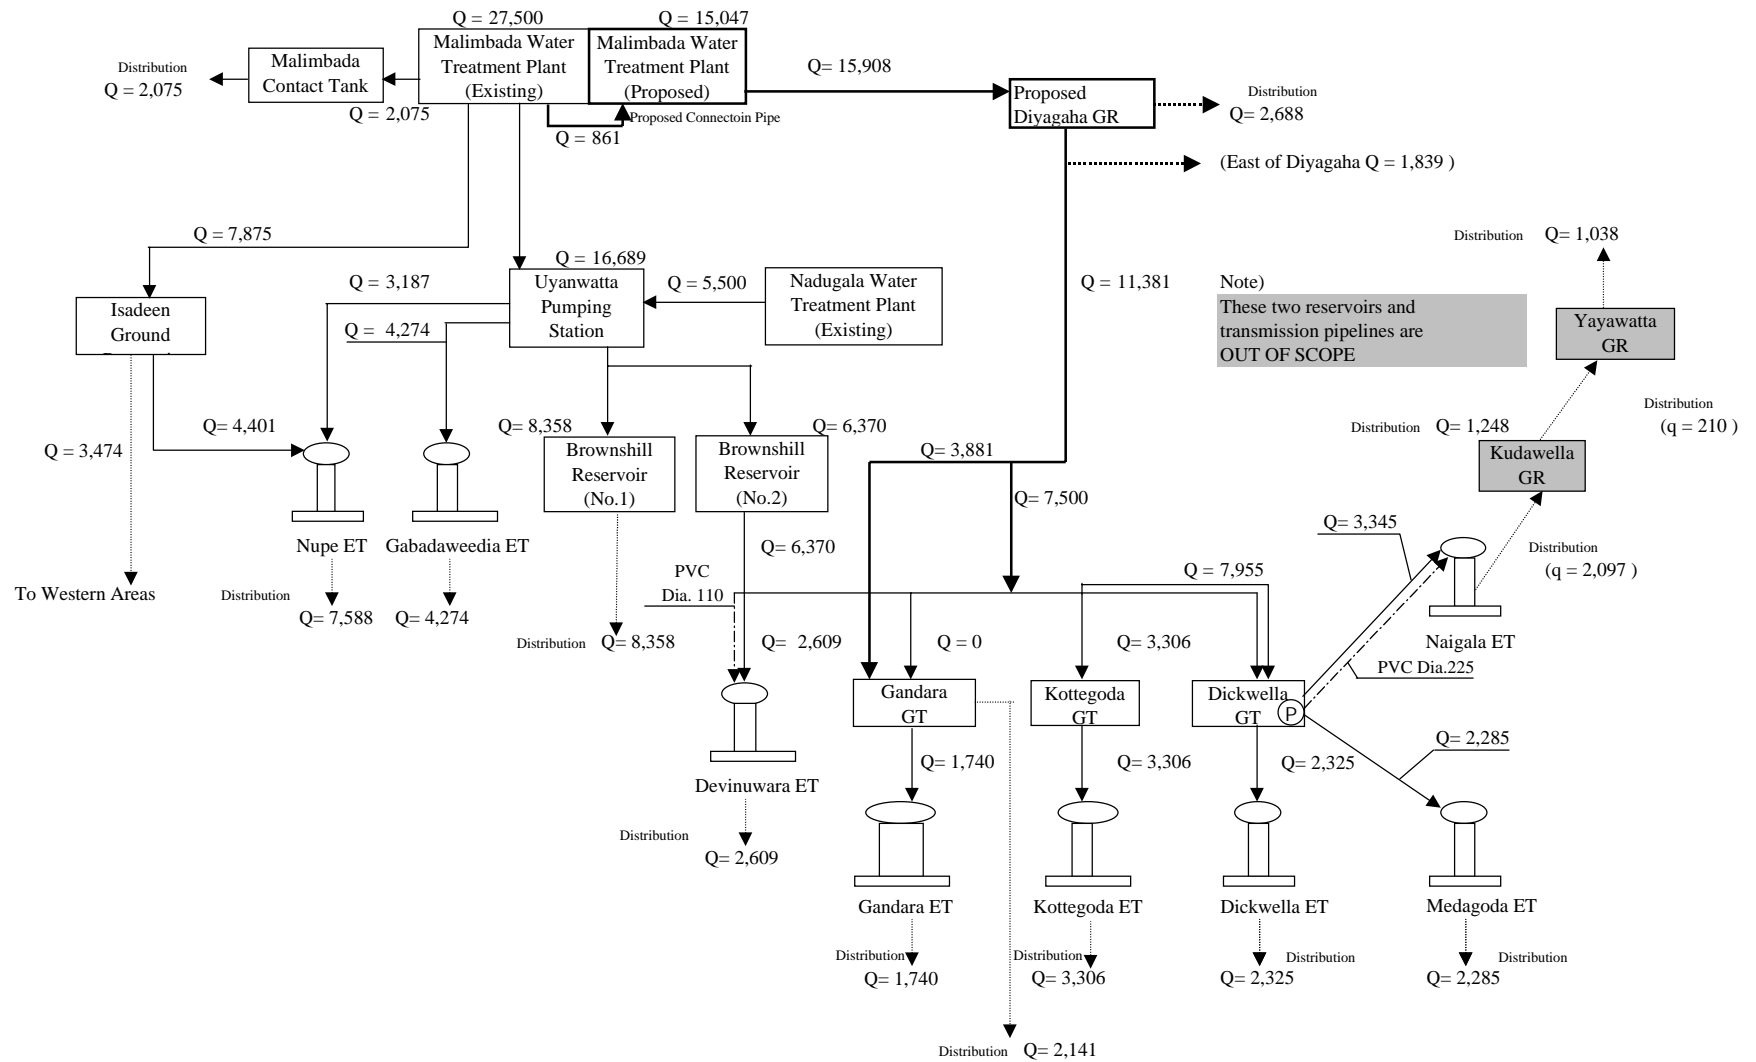 Q = 27,500
Q = 15,047
Malimbada Water
Treatment Plant
(Existing)
Malimbada Water
Treatment Plant
(Proposed)
Malimbada
Contact Tank
Distribution
Q = 2,075
Q = 2,075
Q= 15,908
Proposed Connectoin Pipe
Q = 861
Proposed
Diyagaha GR
Distribution
Q= 2,688
(East of Diyagaha Q = 1,839 )
Q = 7,875
Q = 16,689
Uyanwatta
Pumping
Station
Q = 3,187
Q = 4,274
Q = 5,500
Nadugala Water
Treatment Plant
(Existing)
Q = 11,381
Isadeen
Ground
Note)
These two reservoirs and
transmission pipelines are
OUT OF SCOPE
Distribution Q= 1,038
Yayawatta
GR
Distribution
(q = 210 )
Distribution Q= 1,248
Kudawella
GR
Q= 4,401
Q = 3,474
Q= 8,358
Q= 6,370
Brownshill
Reservoir
(No.1)
Brownshill
Reservoir
(No.2)
Q= 3,881
Q= 7,500
Q= 3,345
Distribution
(q = 2,097 )
Nupe ET
Gabadaweedia ET
Q= 6,370
PVC
Dia. 110
Q = 7,955
To Western Areas
Distribution
Q= 7,588
Q= 4,274
Distribution Q= 8,358
Q= 2,609
Q = 0
Q= 3,306
Naigala ET
PVC Dia.225
Gandara
GT
Kottegoda
GT
Dickwella
GT
P
Q= 2,285
Q= 1,740
Q= 3,306
Q= 2,325
Devinuwara ET
Distribution
Q= 2,609
Gandara ET
Kottegoda ET
Dickwella ET
Medagoda ET
Distribution
Q= 1,740
Distribution
Q= 3,306
Distribution
Q= 2,325
Distribution
Q= 2,285
Distribution Q= 2,141